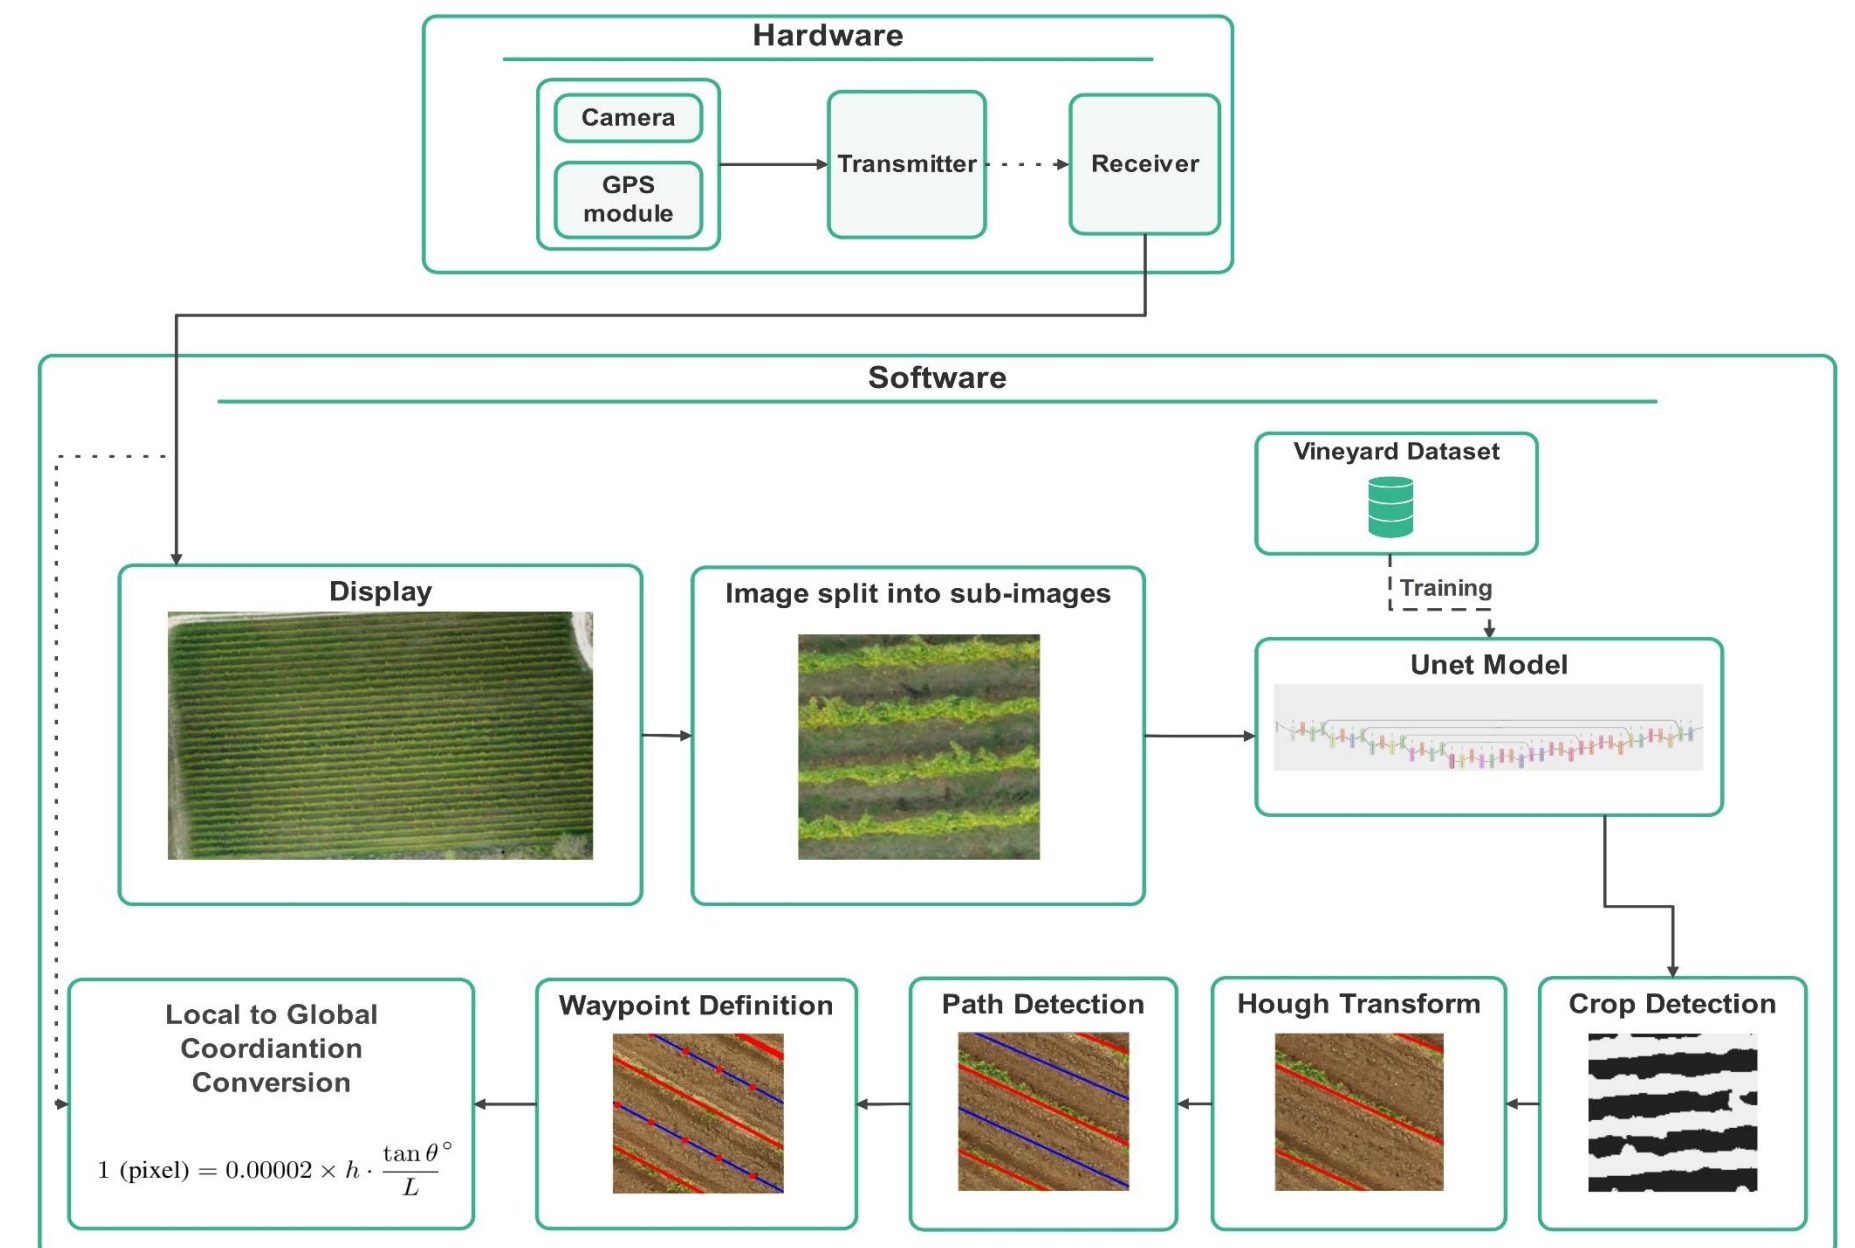 Hardware
Camera
GPS
module
Transmitter
Receiver
Software
Vineyard Dataset
Training
Display
Image split into sub-images
Unet Model
Local to Global
Coordiantion
Conversion
1 (pixel) = 0.00002 × h · tan θ° / L
Waypoint Definition
Path Detection
Hough Transform
Crop Detection